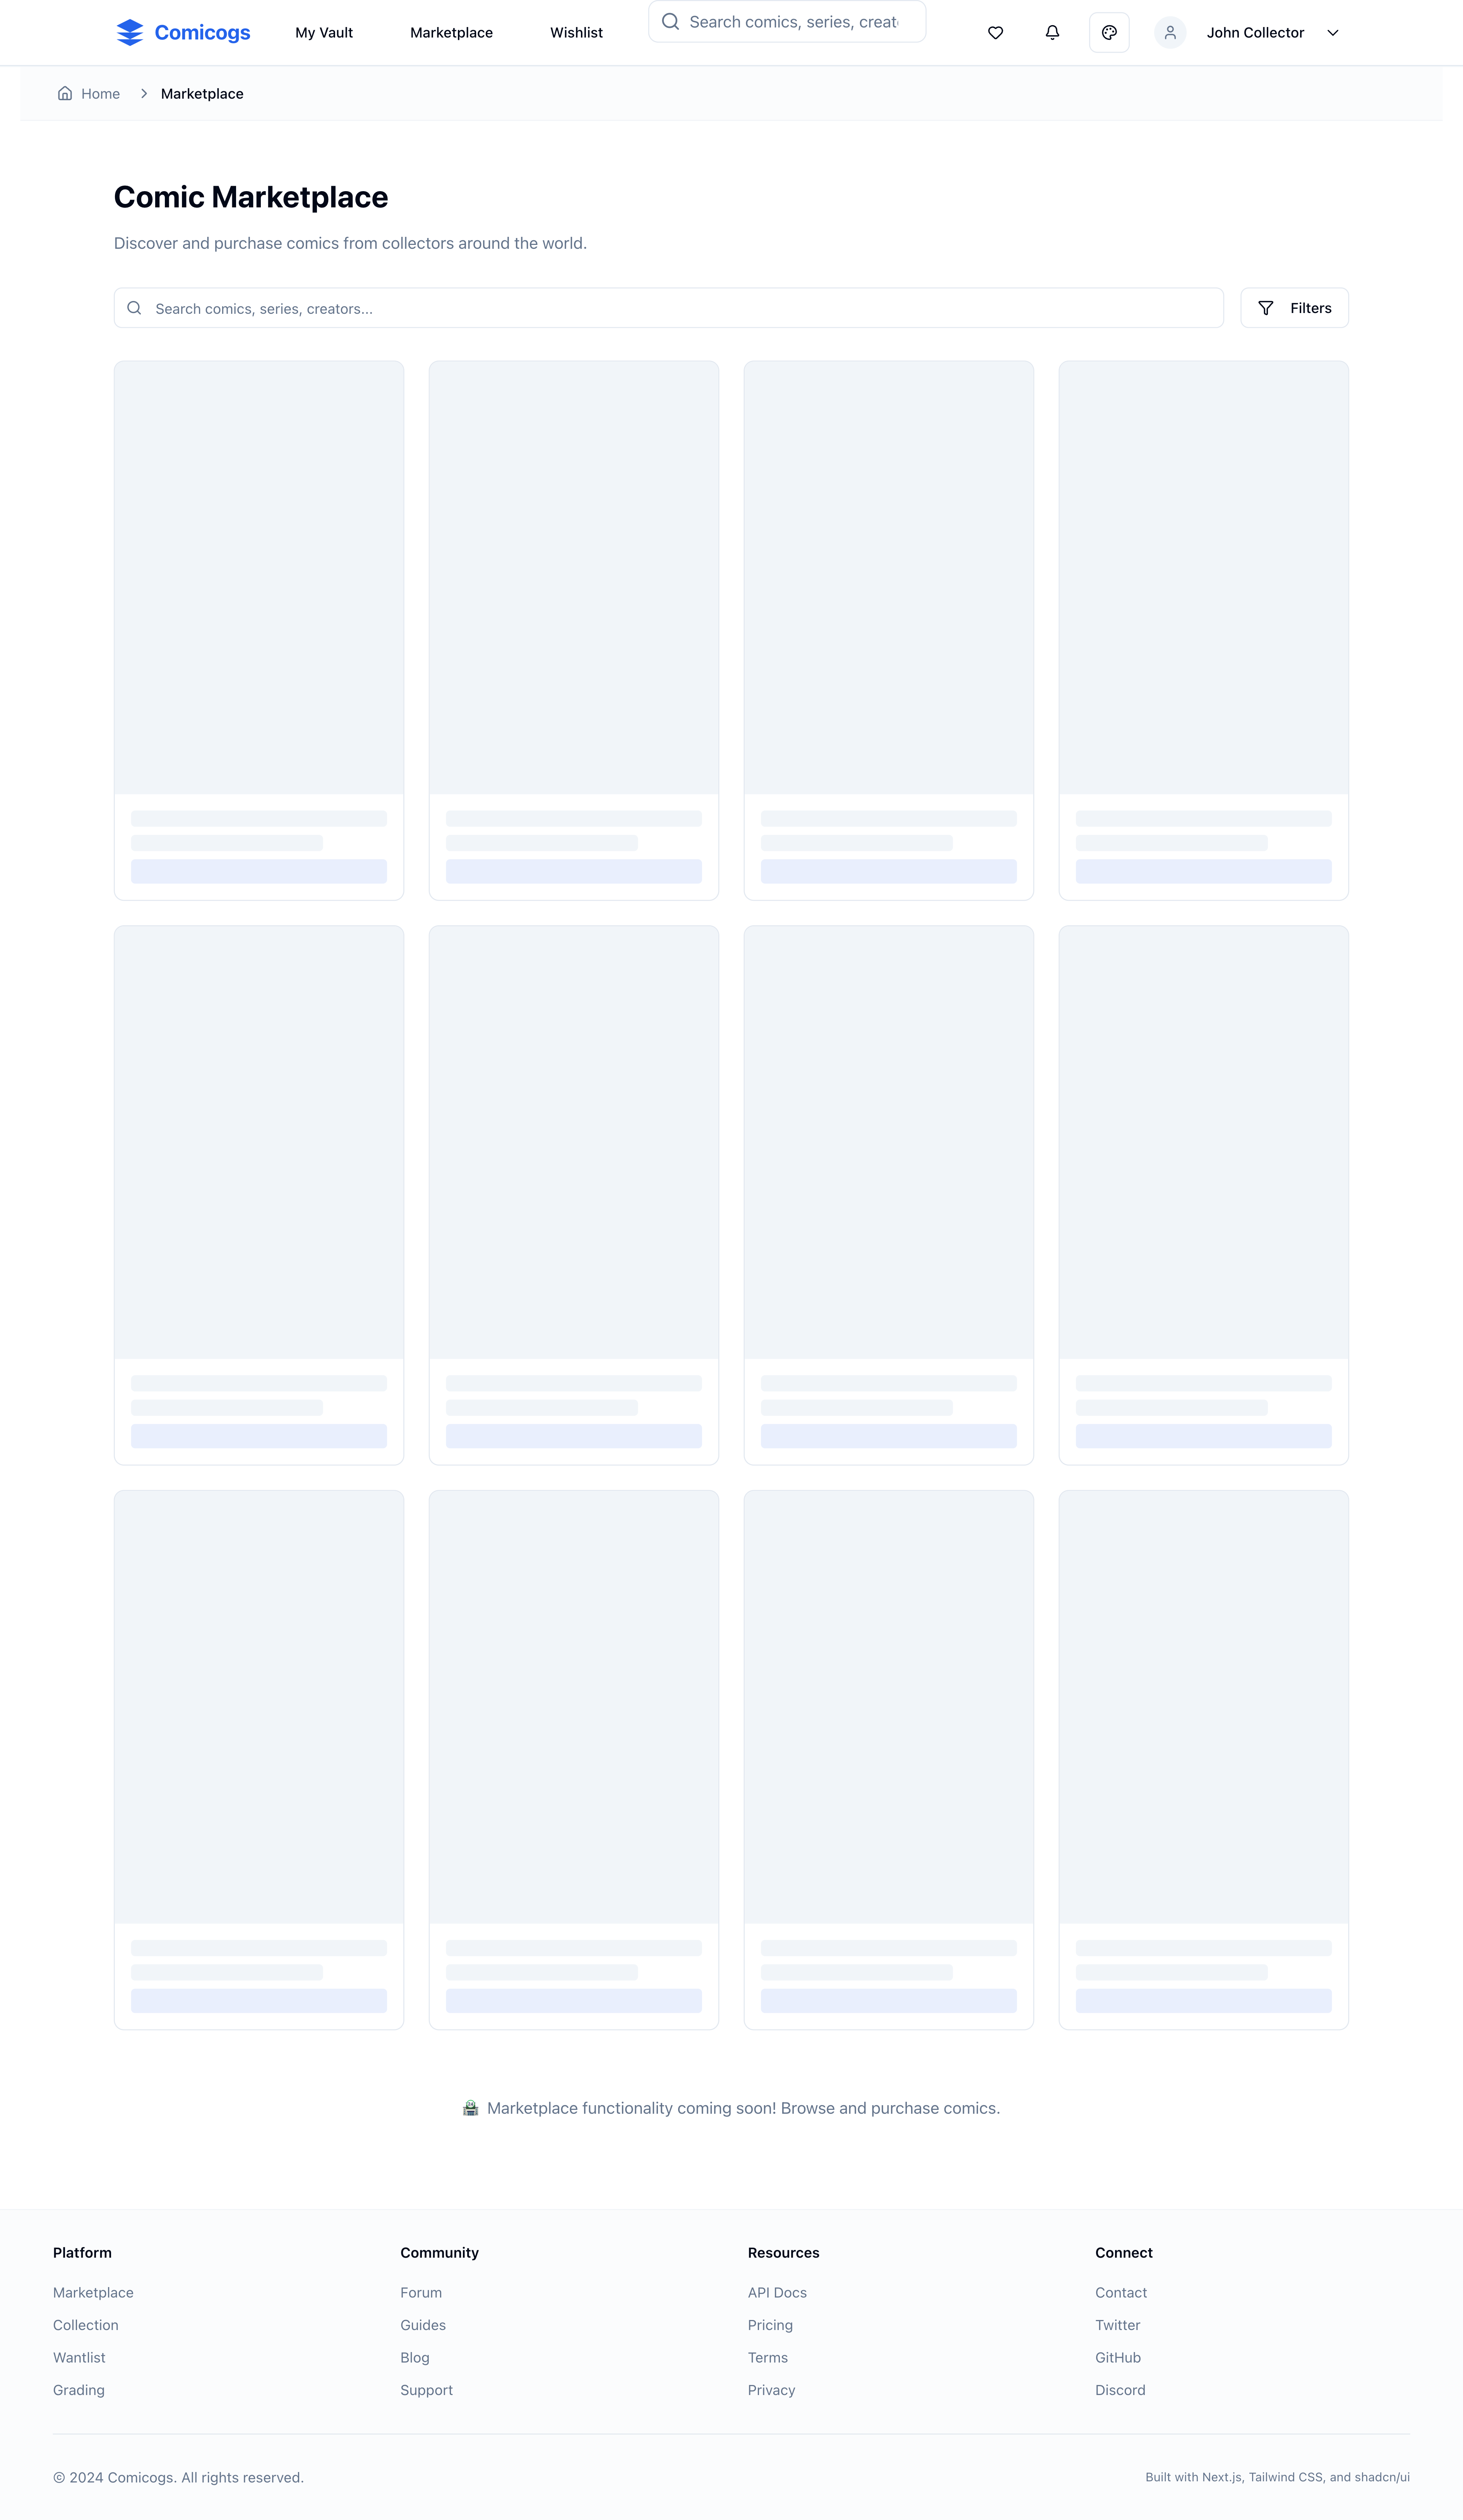 Comicogs
My Vault
Marketplace
Wishlist
Search comics, series, creat
John Collector
Home
Marketplace
Comic Marketplace
Discover and purchase comics from collectors around the world.
Search comics, series, creators...
Filters
Marketplace functionality coming soon! Browse and purchase comics.
Platform
Marketplace
Collection
Wantlist
Grading
Community
Forum
Guides
Blog
Support
Resources
API Docs
Pricing
Terms
Privacy
Connect
Contact
Twitter
GitHub
Discord
© 2024 Comicogs. All rights reserved.
Built with Next.js, Tailwind CSS, and shadcn/ui